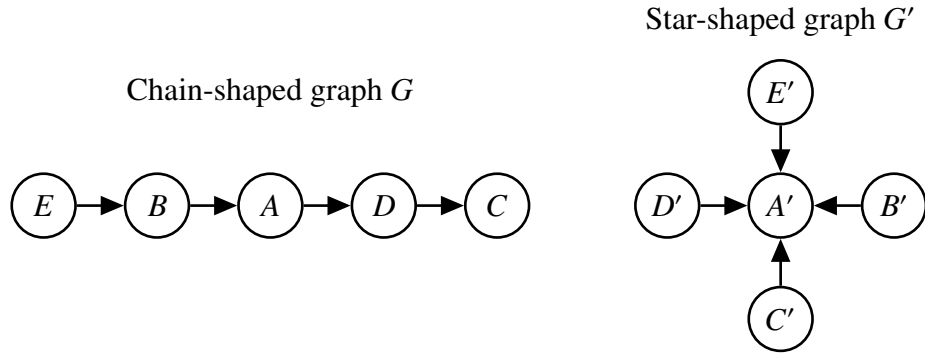 Star-shaped graph G′
Chain-shaped graph G
E′
E B A D C
D′ A′ B′
C′